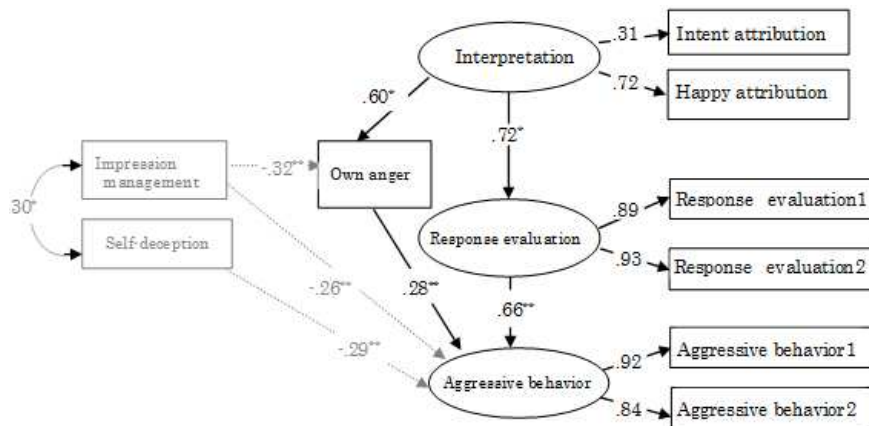 .31
Intent attribution
Interpretation
.72
Happy attribution
.60*
.72*
Impression
management
-.32**
Own anger
30*
Self-deception
.89
Response evaluation1
Response evaluation
.93
Response evaluation2
-.26**
.28**
.66**
-.29**
.92
Aggressive behavior1
Aggressive behavior
.84
Aggressive behavior2